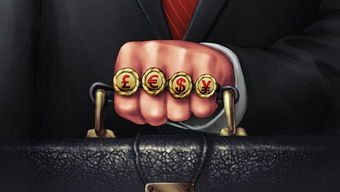 £ € $ ¥